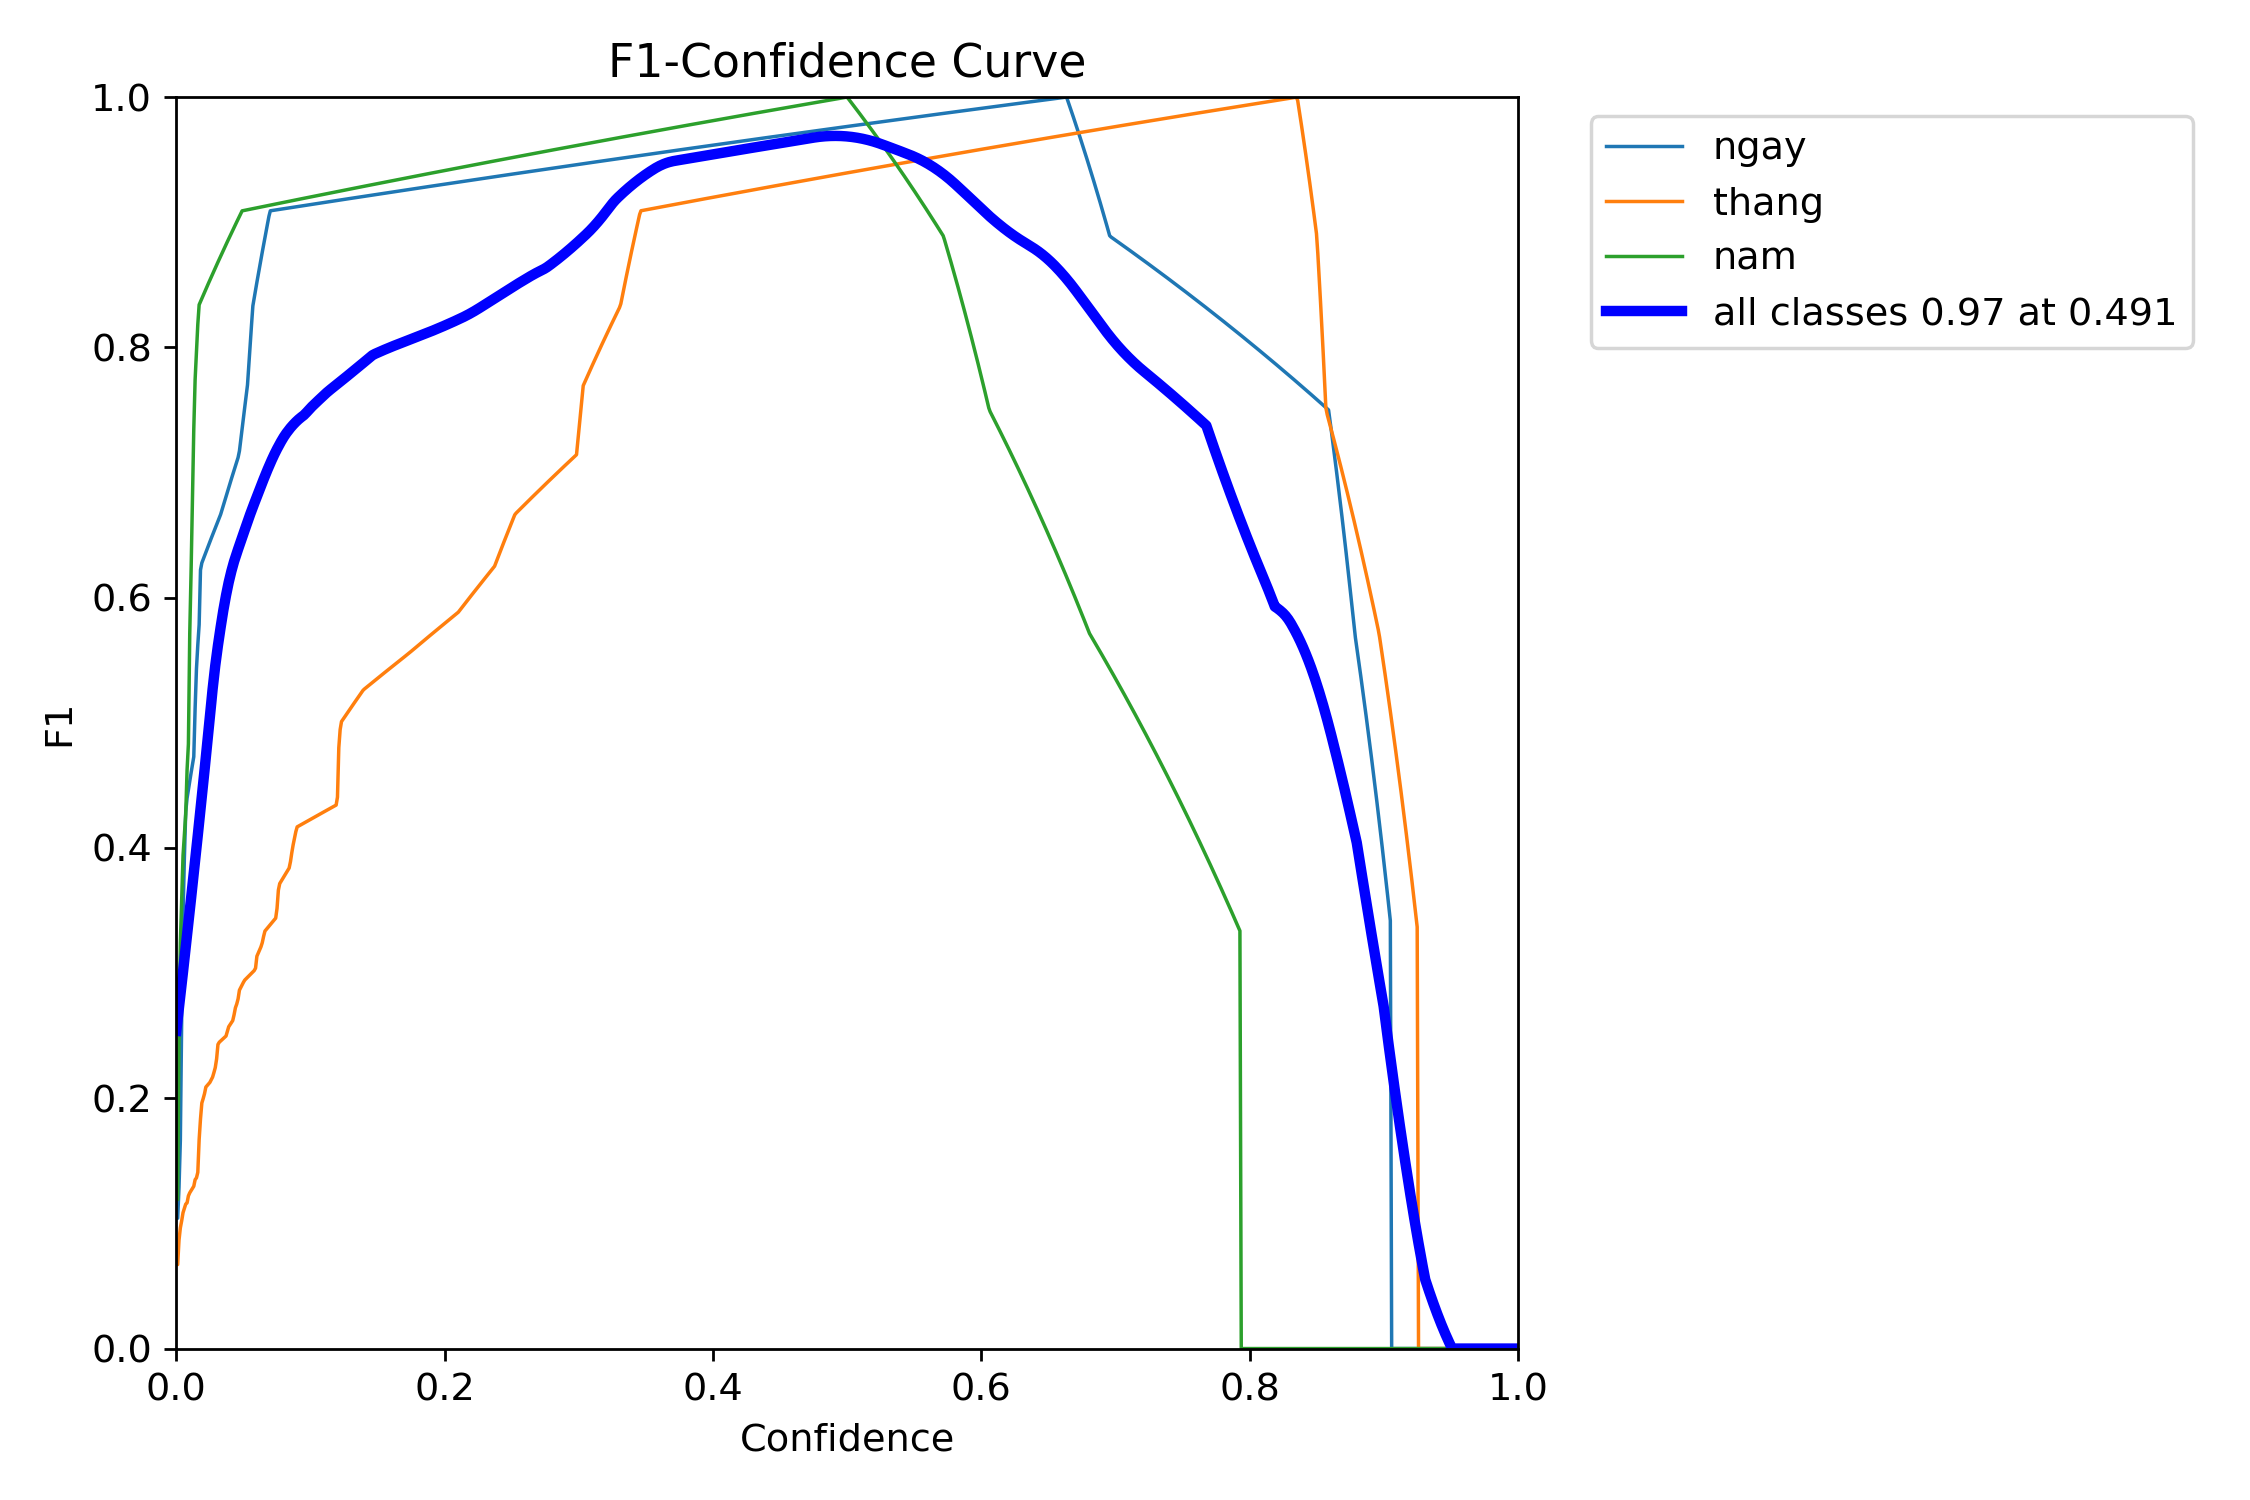 F1-Confidence Curve
1.0
0.8
0.6
0.4
0.2
0.0
F1
0.0 0.2 0.4 0.6 0.8 1.0
Confidence
ngay
thang
nam
all classes 0.97 at 0.491